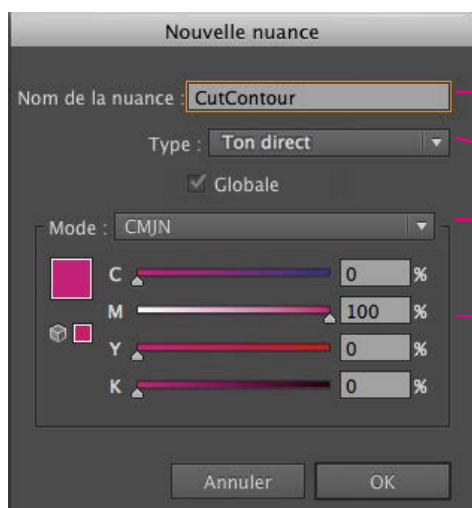 Nouvelle nuance
Nom de la nuance : CutContour
Type : Ton direct
Globale
Mode : CMJN
C 0 %
M 100 %
Y 0 %
K 0 %
Annuler OK